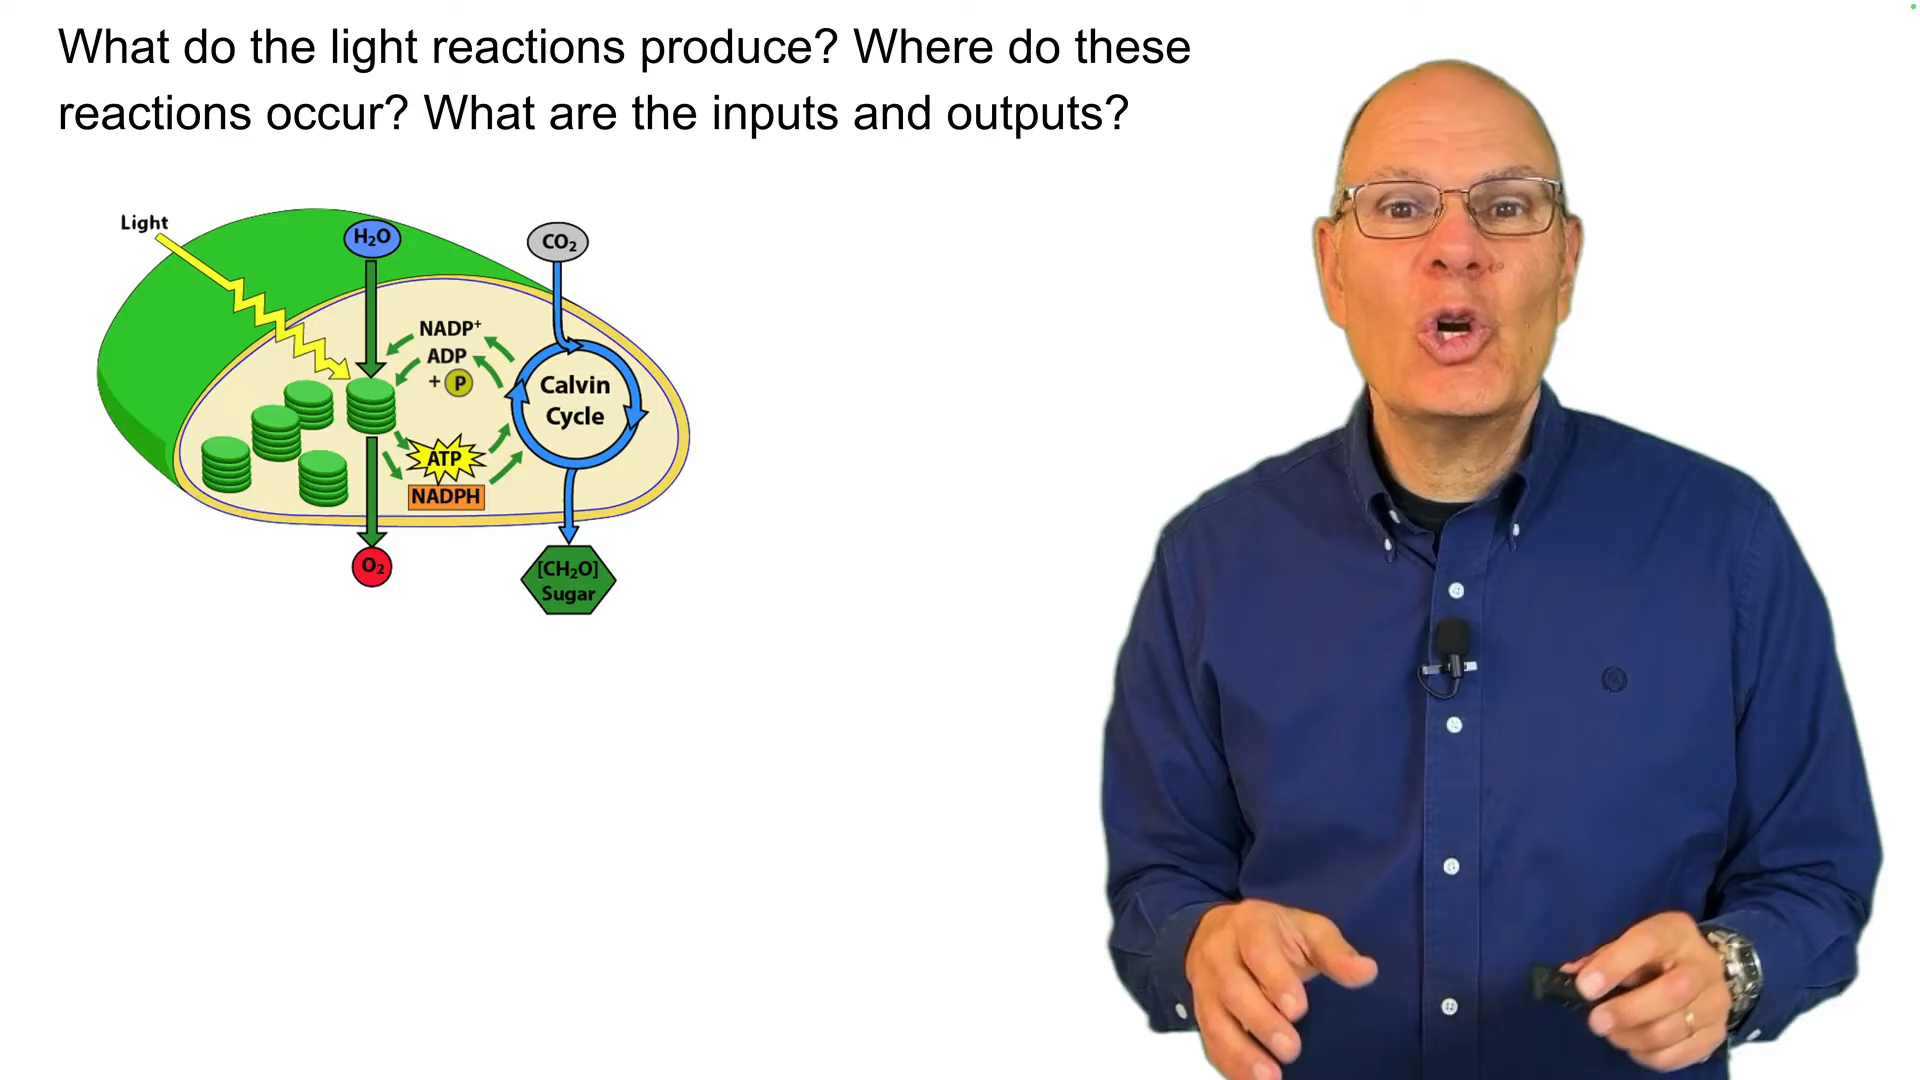 What do the light reactions produce? Where do these
reactions occur? What are the inputs and outputs?
Light
H₂O
CO₂
NADP⁺
ADP
+ P
Calvin
Cycle
ATP
NADPH
O₂
[CH₂O]
Sugar